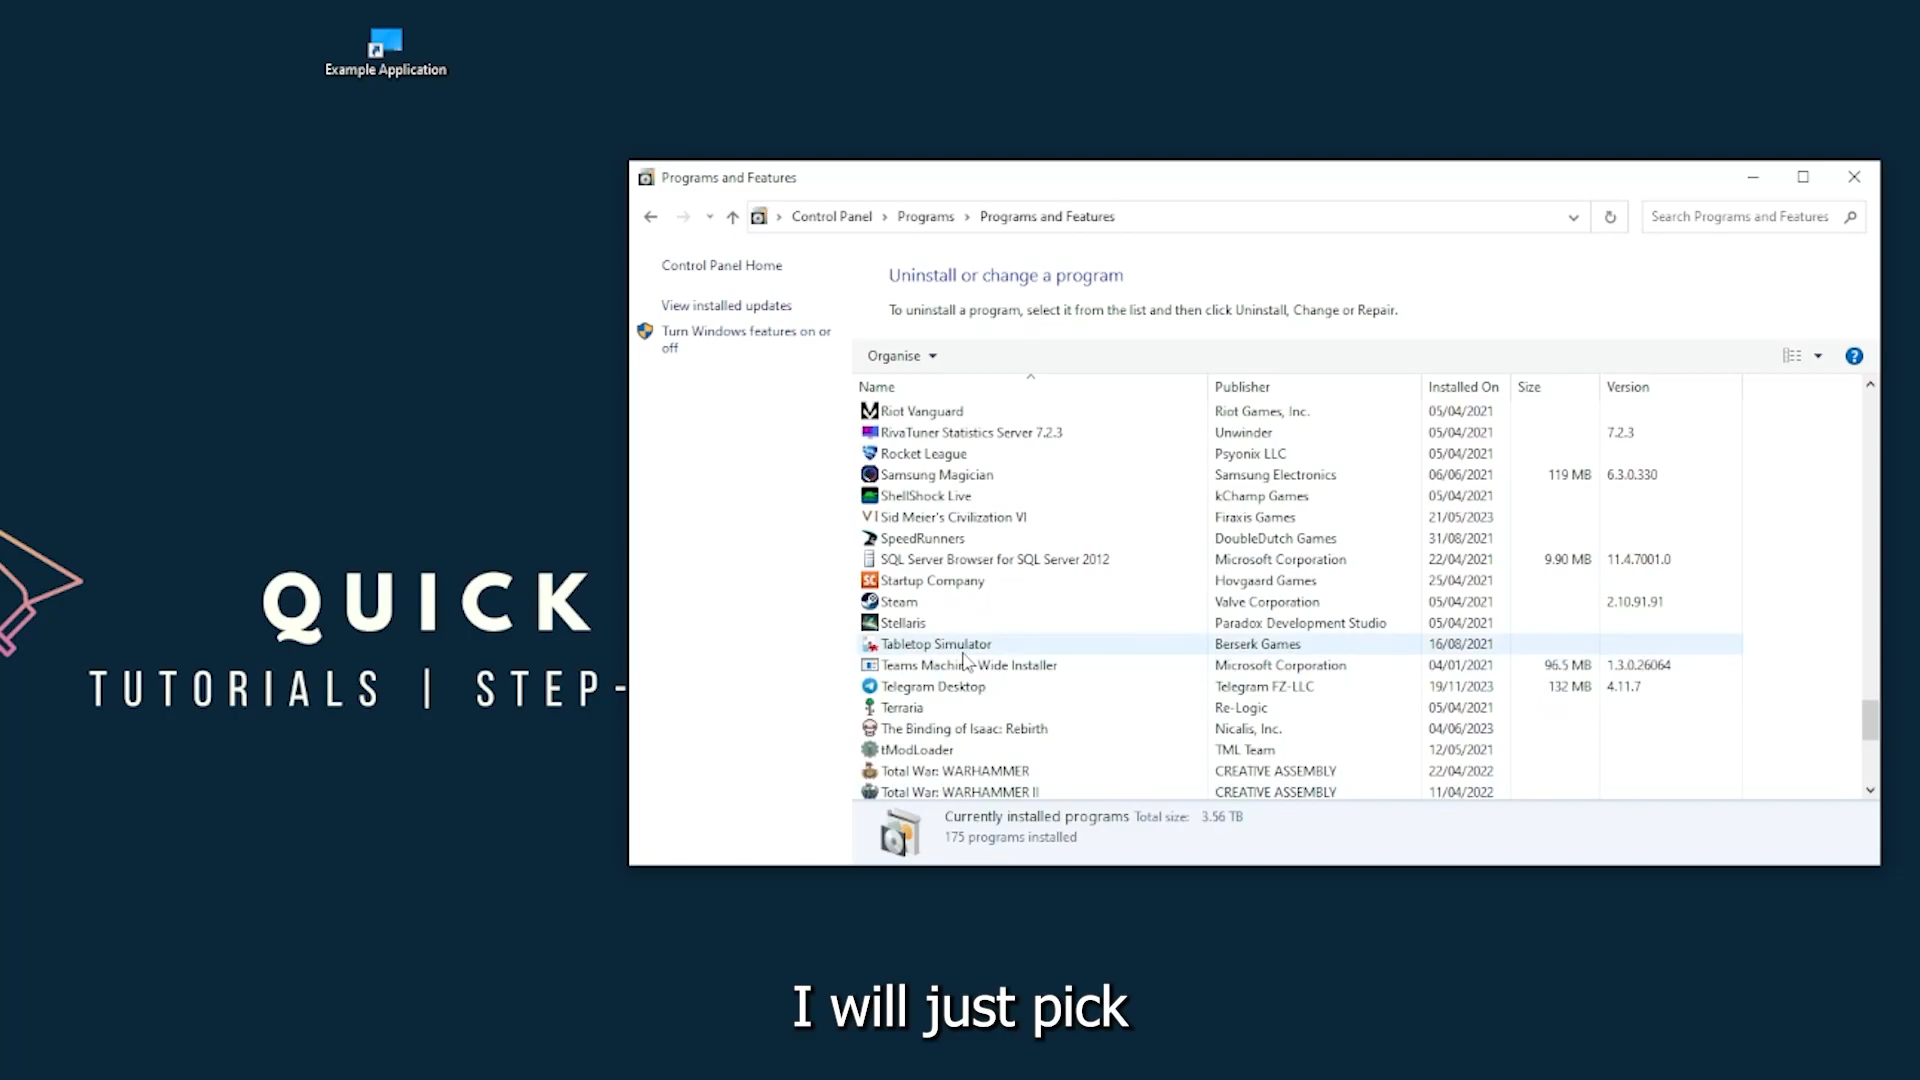 Example Application
QUICK
TUTORIALS | STEP-
Programs and Features
Control Panel > Programs > Programs and Features
Search Programs and Features
Control Panel Home
View installed updates
Turn Windows features on or
off
Uninstall or change a program
To uninstall a program, select it from the list and then click Uninstall, Change or Repair.
Organise
Name Publisher Installed On Size Version
Riot Vanguard Riot Games, Inc. 05/04/2021
RivaTuner Statistics Server 7.2.3 Unwinder 05/04/2021 7.2.3
Rocket League Psyonix LLC 05/04/2021
Samsung Magician Samsung Electronics 06/06/2021 119 MB 6.3.0.330
ShellShock Live kChamp Games 05/04/2021
VI Sid Meier's Civilization VI Firaxis Games 21/05/2023
SpeedRunners DoubleDutch Games 31/08/2021
SQL Server Browser for SQL Server 2012 Microsoft Corporation 22/04/2021 9.90 MB 11.4.7001.0
SC Startup Company Hovgaard Games 25/04/2021
Steam Valve Corporation 05/04/2021 2.10.91.91
Stellaris Paradox Development Studio 05/04/2021
Tabletop Simulator Berserk Games 16/08/2021
Teams Machine-Wide Installer Microsoft Corporation 04/01/2021 96.5 MB 1.3.0.26064
Telegram Desktop Telegram FZ-LLC 19/11/2023 132 MB 4.11.7
Terraria Re-Logic 05/04/2021
The Binding of Isaac: Rebirth Nicalis, Inc. 04/06/2023
tModLoader TML Team 12/05/2021
Total War: WARHAMMER CREATIVE ASSEMBLY 22/04/2022
Total War: WARHAMMER II CREATIVE ASSEMBLY 11/04/2022
Currently installed programs Total size: 3.56 TB
175 programs installed
I will just pick